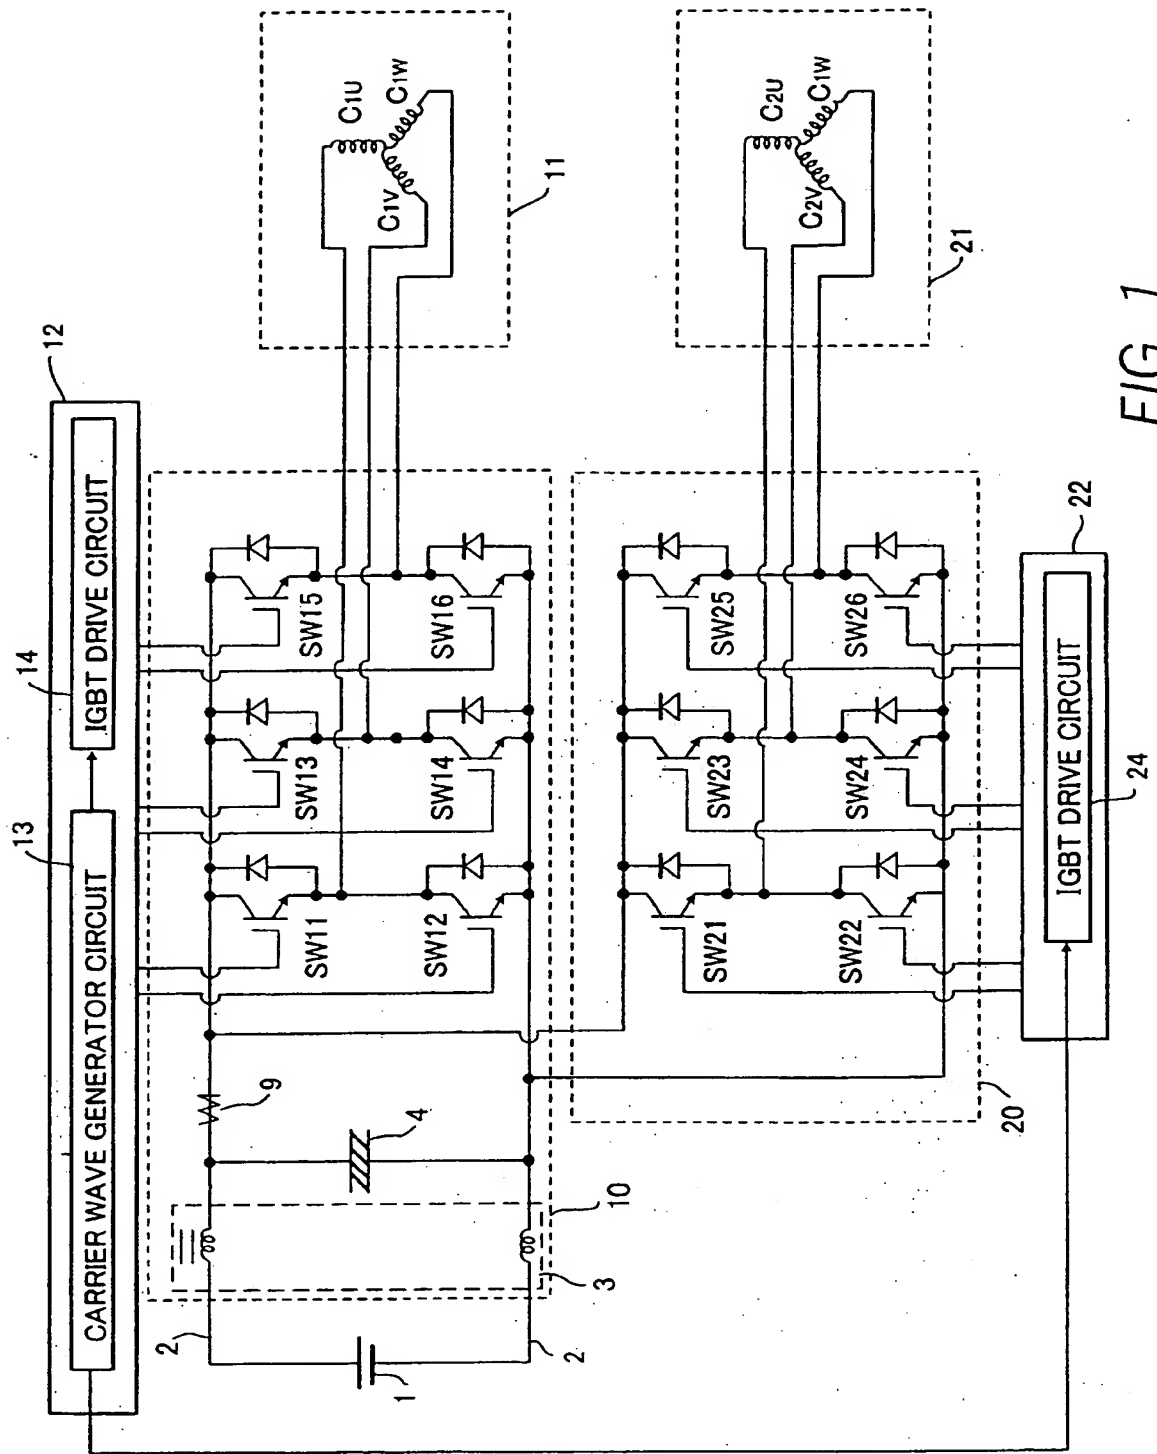 12
13
CARRIER WAVE GENERATOR CIRCUIT
14
IGBT DRIVE CIRCUIT
2
2
1
3
10
4
9
SW11
SW12
SW13
SW14
SW15
SW16
C1U
C1V
C1W
11
20
SW21
SW22
SW23
SW24
SW25
SW26
C2U
C2V
C1W
21
22
IGBT DRIVE CIRCUIT
24
FIG. 1